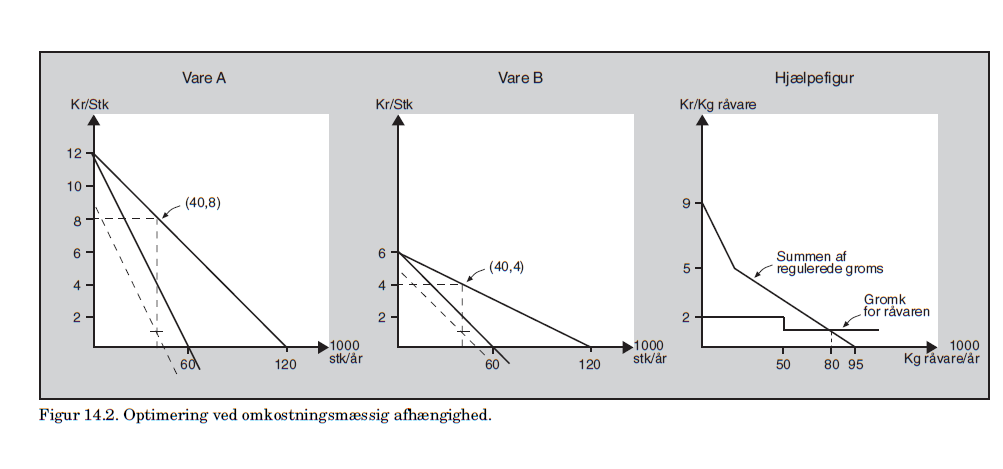 Vare A
Kr/Stk
12
10
8
6
4
2
(40,8)
60
120
1000
stk/år
Vare B
Kr/Stk
6
4
2
(40,4)
60
120
1000
stk/år
Hjælpefigur
Kr/Kg råvare
9
5
2
Summen af
regulerede groms
Gromk
for råvaren
50
80
95
1000
Kg råvare/år
Figur 14.2. Optimering ved omkostningsmæssig afhængighed.